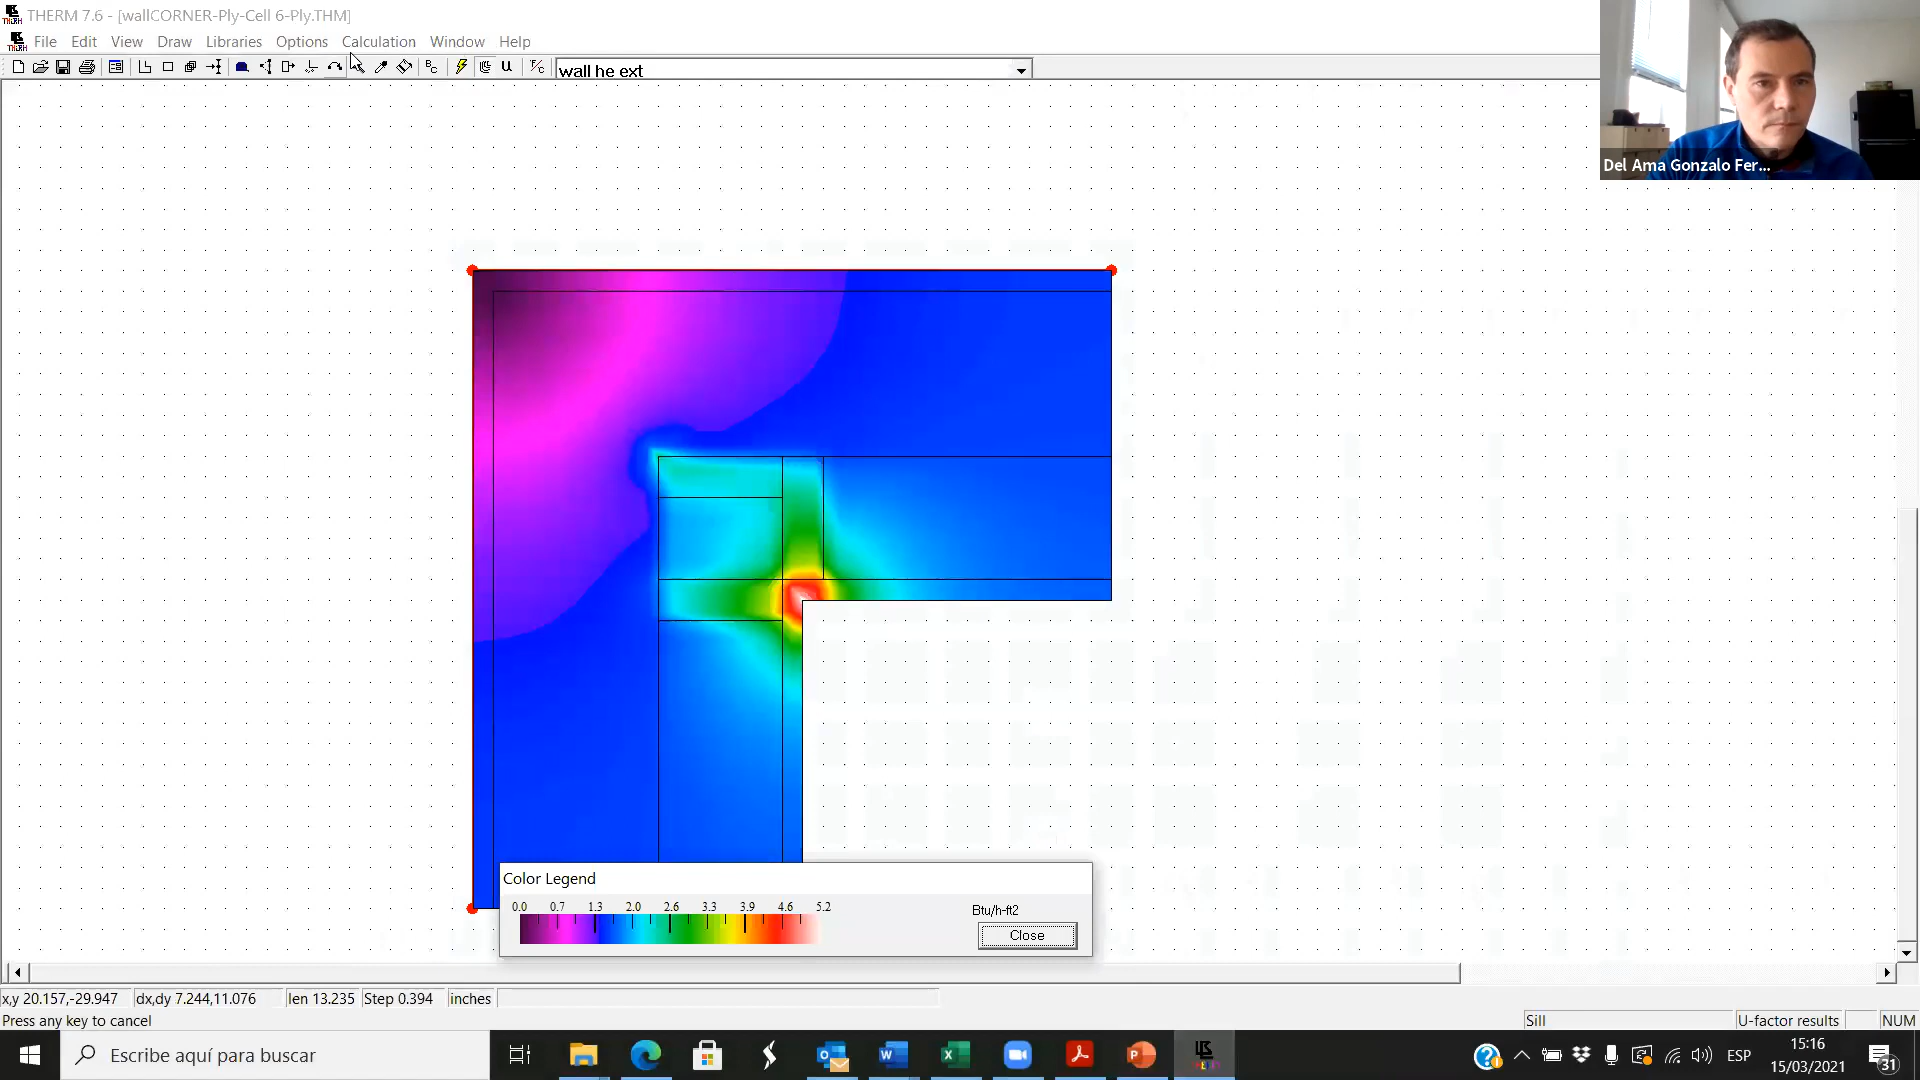 THERM 7.6 - [wallCORNER-Ply-Cell 6-Ply.THM]
File Edit View Draw Libraries Options Calculation Window Help
wall he ext
Del Ama Gonzalo Fer...
Color Legend
0.0 0.7 1.3 2.0 2.6 3.3 3.9 4.6 5.2
Btu/h-ft2
Close
x,y 20.157,-29.947 dx,dy 7.244,11.076 len 13.235 Step 0.394 inches
Press any key to cancel
Sill
U-factor results
NUM
Escribe aquí para buscar
ESP
15:16
15/03/2021
31